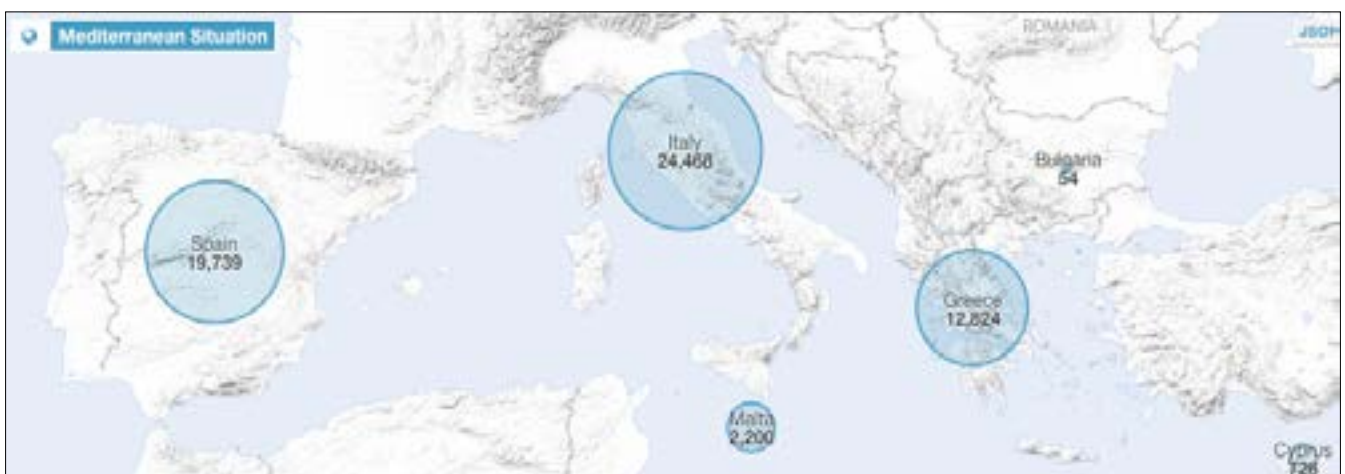 Mediterranean Situation
ROMANIA
Italy
24,468
Bulgaria
54
Spain
19,739
Greece
12,824
Malta
2,200
Cyprus